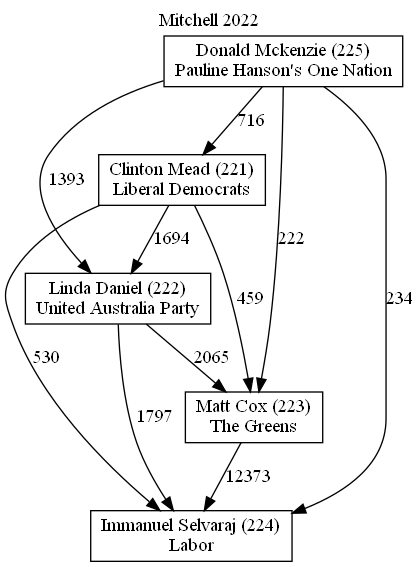 Mitchell 2022
Donald Mckenzie (225)
Pauline Hanson's One Nation
716
Clinton Mead (221)
Liberal Democrats
1393
1694
222
Linda Daniel (222)
United Australia Party
459
234
530
2065
Matt Cox (223)
The Greens
1797
12373
Immanuel Selvaraj (224)
Labor